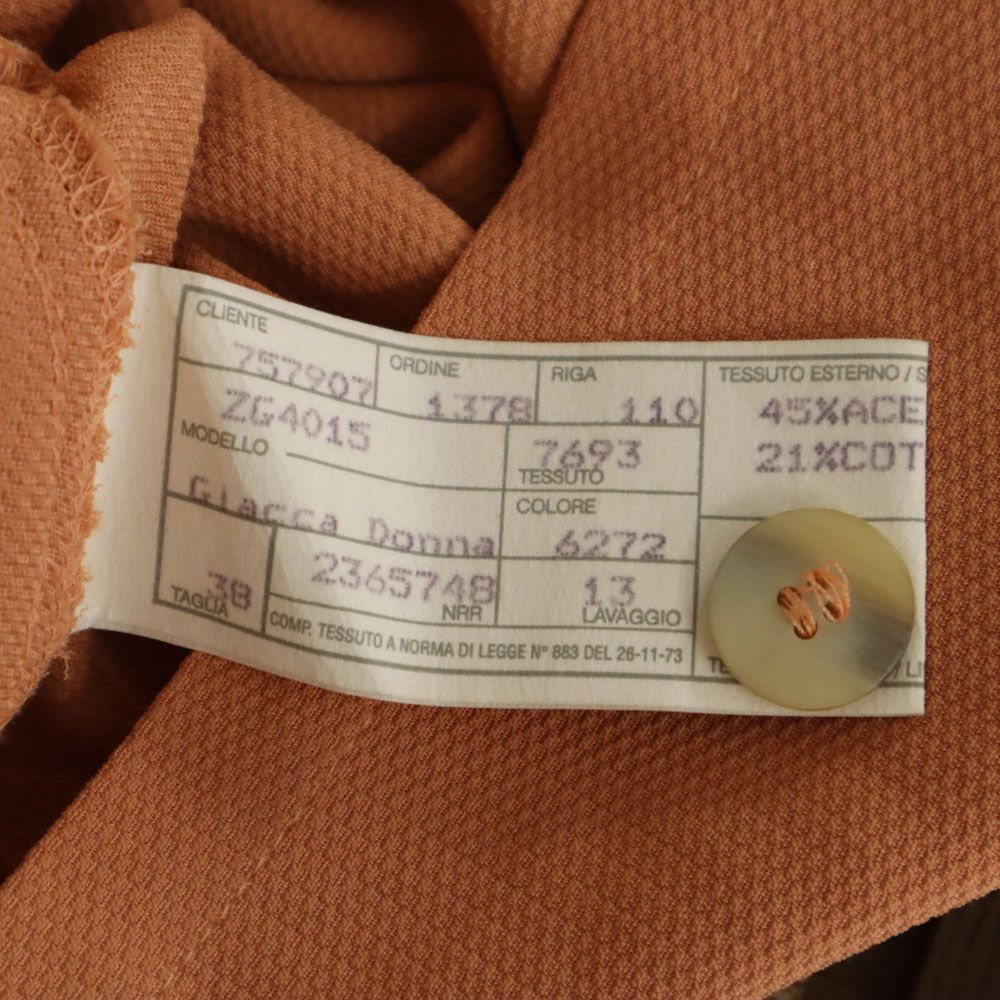 CLIENTE
757907
ORDINE
1378
RIGA
110
TESSUTO ESTERNO / S
45%ACE
21%COT
ZG4015
MODELLO
Giacca Donna
7693
TESSUTO
COLORE
6272
38
TAGLIA
2365748
NRR
13
LAVAGGIO
COMP. TESSUTO A NORMA DI LEGGE N° 883 DEL 26-11-73